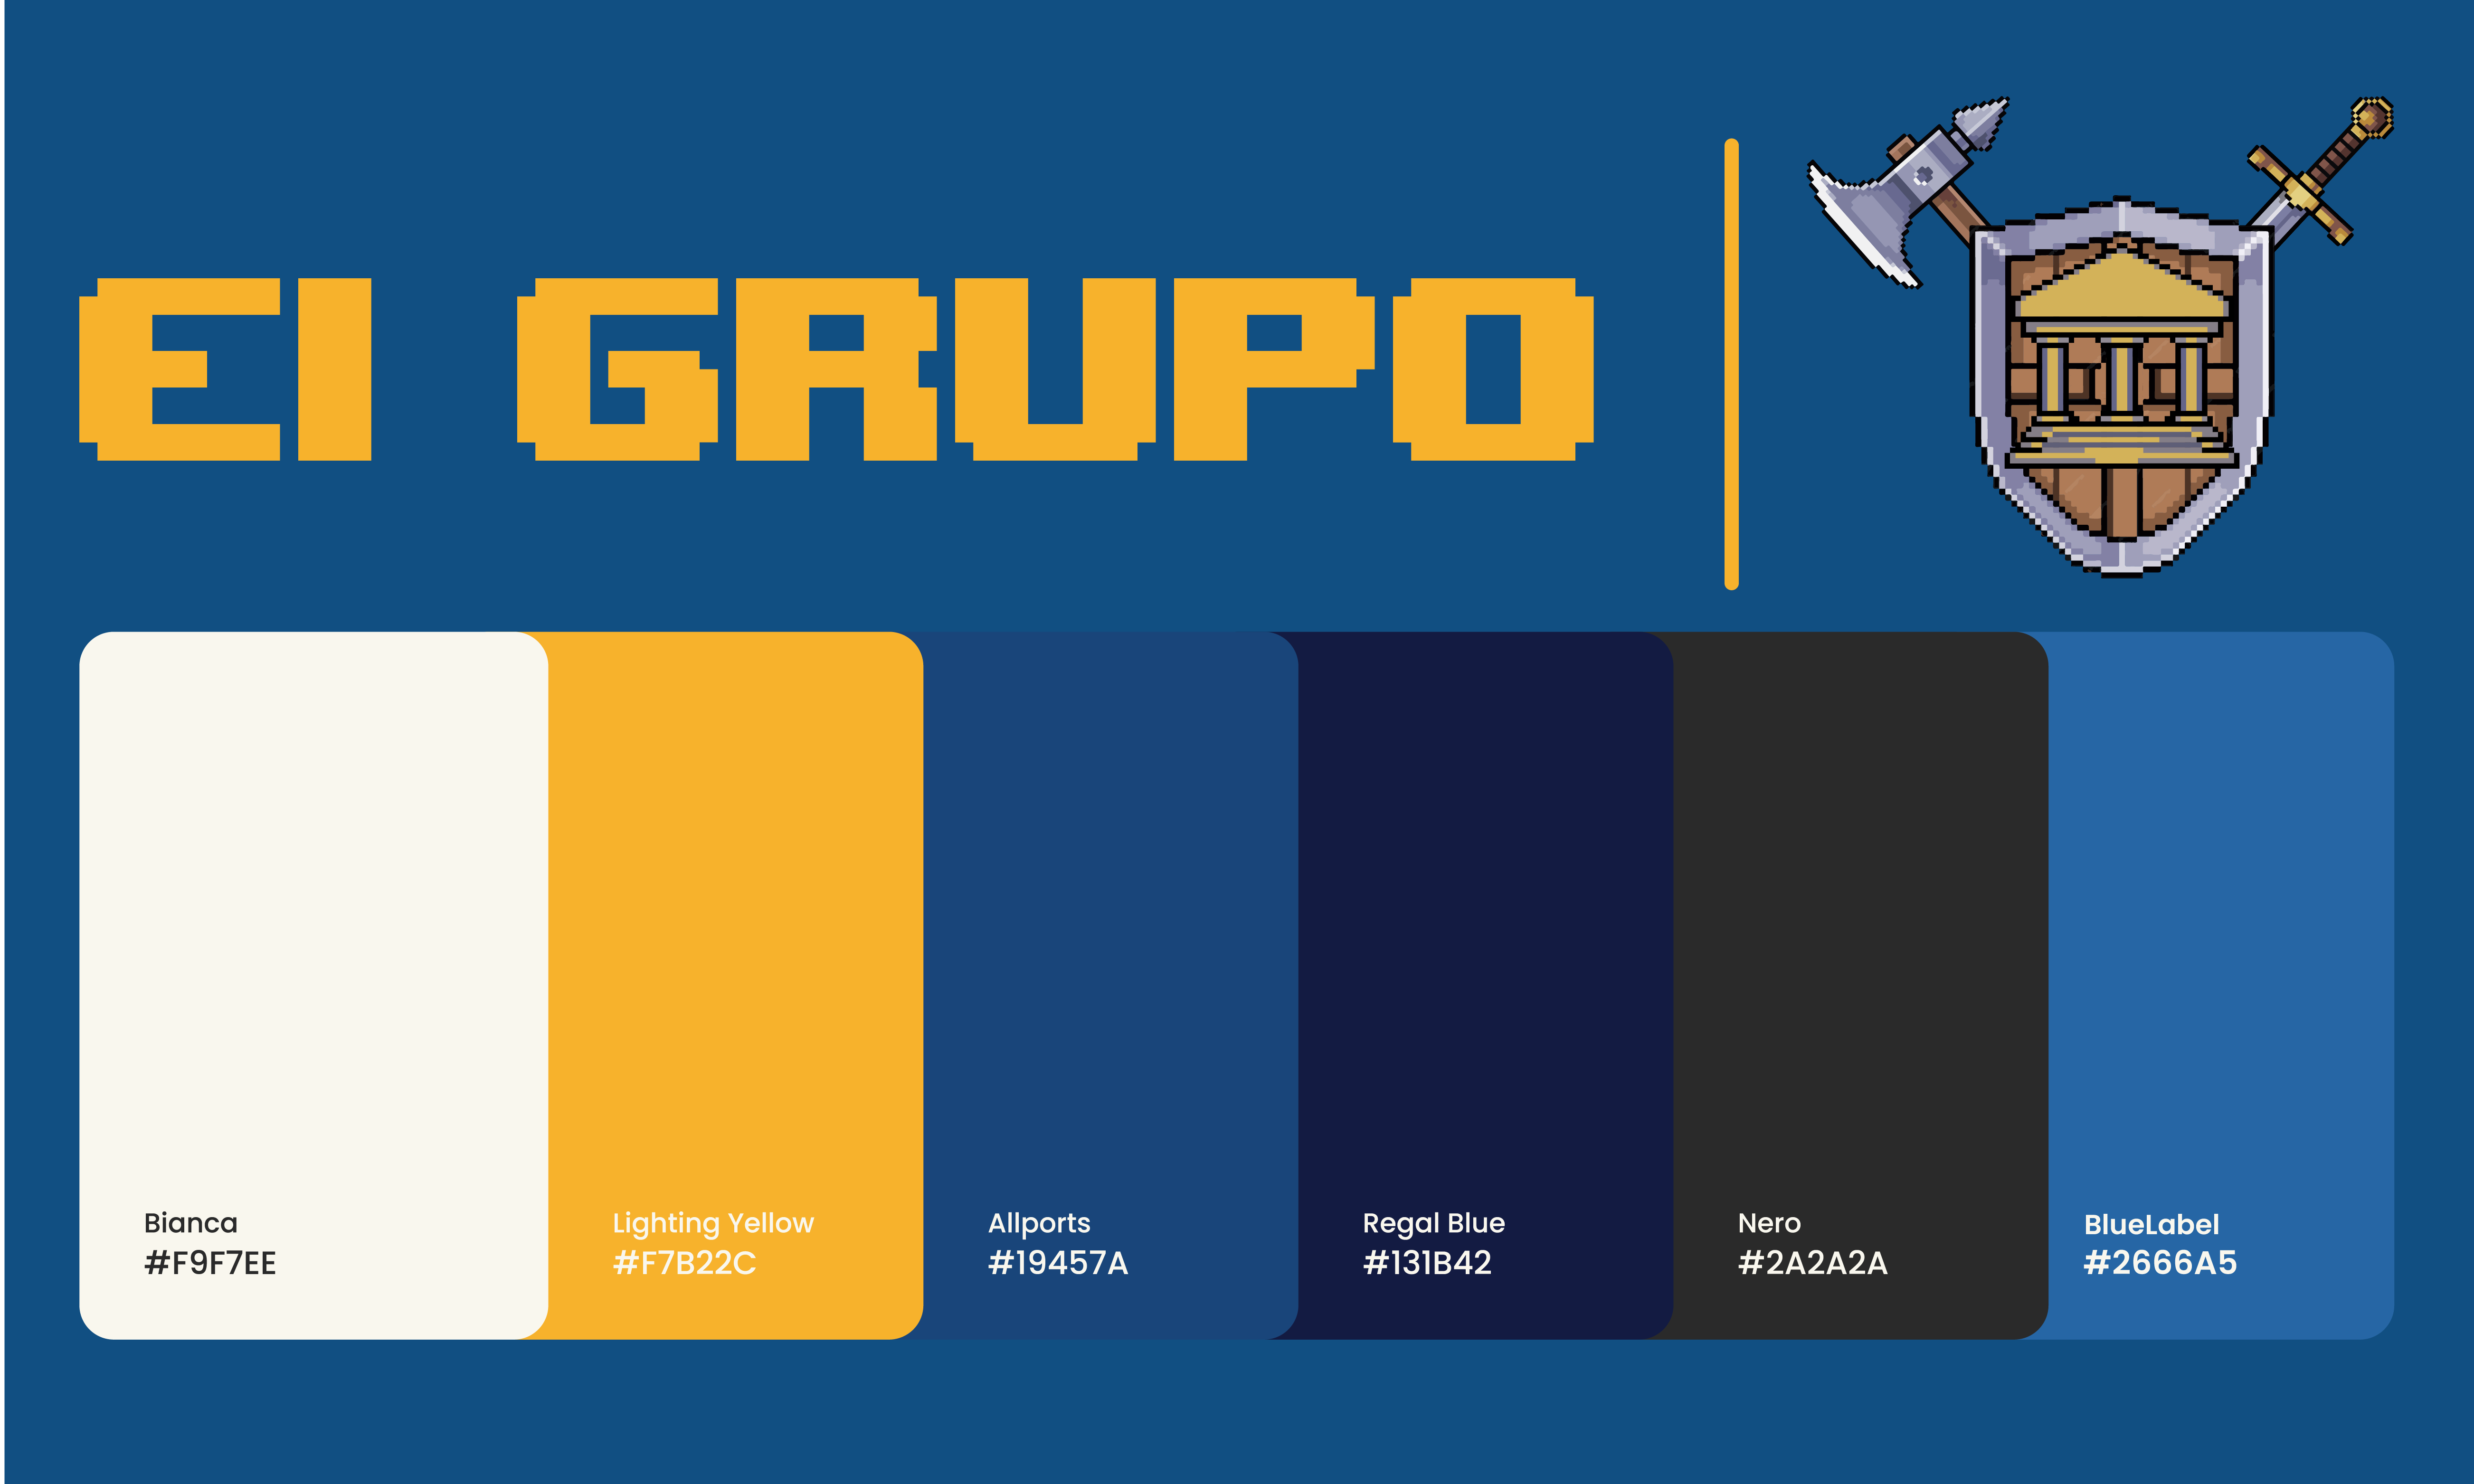 El GRUPO
Bianca
#F9F7EE
Lighting Yellow
#F7B22C
Allports
#19457A
Regal Blue
#131B42
Nero
#2A2A2A
BlueLabel
#2666A5